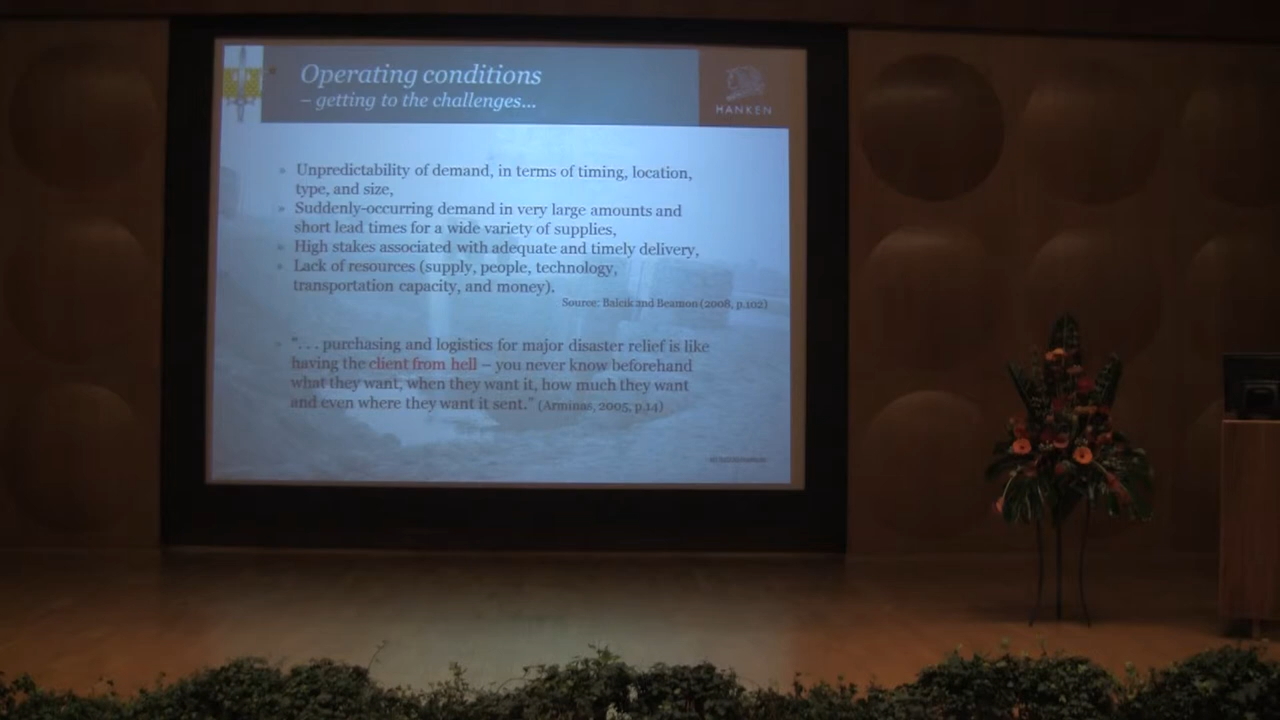 Operating conditions
– getting to the challenges...
HANKEN
» Unpredictability of demand, in terms of timing, location,
type, and size,
» Suddenly-occurring demand in very large amounts and
short lead times for a wide variety of supplies,
» High stakes associated with adequate and timely delivery,
» Lack of resources (supply, people, technology,
transportation capacity, and money).
Source: Balcik and Beamon (2008, p.102)
» ". . . purchasing and logistics for major disaster relief is like
having the client from hell – you never know beforehand
what they want, when they want it, how much they want
and even where they want it sent." (Arminas, 2005, p.14)